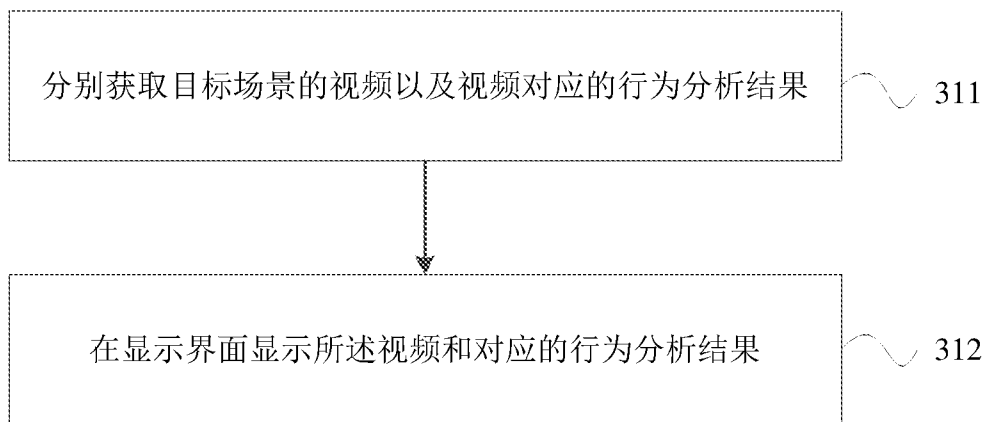 分别获取目标场景的视频以及视频对应的行为分析结果
311
在显示界面显示所述视频和对应的行为分析结果
312